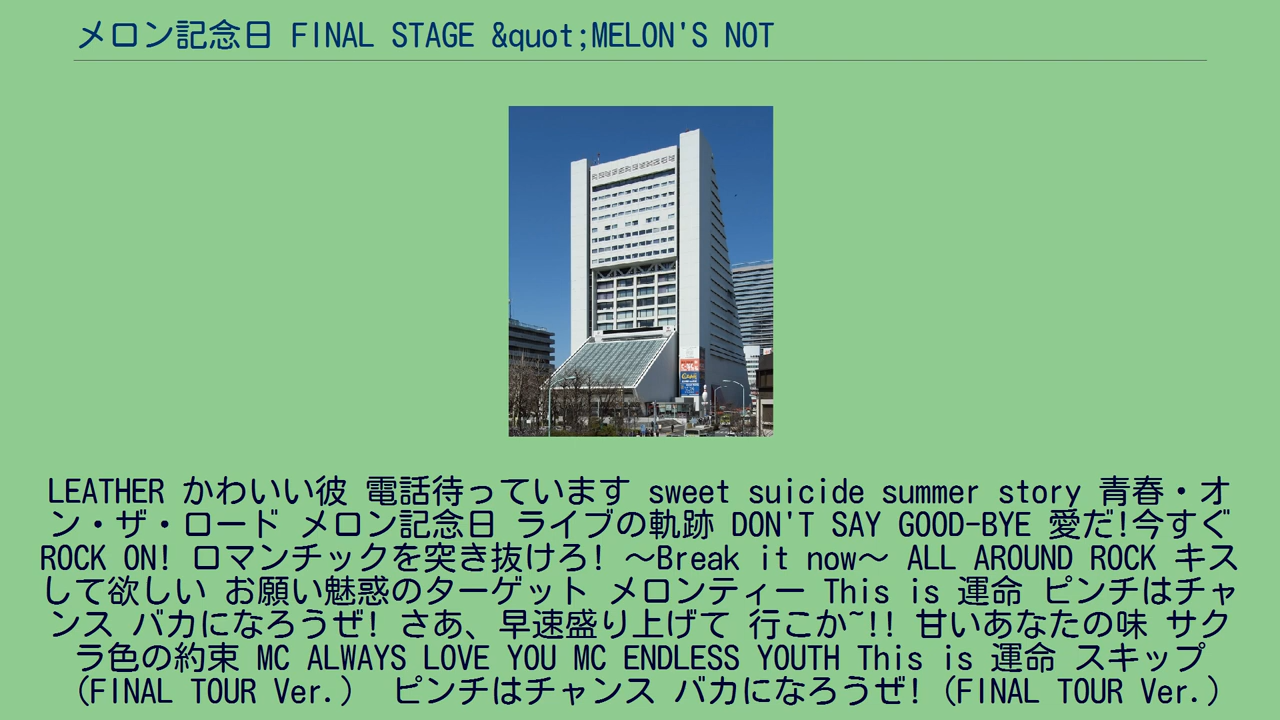 メロン記念日 FINAL STAGE &quot;MELON'S NOT
LEATHER かわいい彼 電話待っています sweet suicide summer story 青春・オ
ン・ザ・ロード メロン記念日 ライブの軌跡 DON'T SAY GOOD-BYE 愛だ!今すぐ
ROCK ON! ロマンチックを突き抜けろ! ～Break it now～ ALL AROUND ROCK キス
して欲しい お願い魅惑のターゲット メロンティー This is 運命 ピンチはチャ
ンス バカになろうぜ! さあ、早速盛り上げて 行こか~!! 甘いあなたの味 サク
ラ色の約束 MC ALWAYS LOVE YOU MC ENDLESS YOUTH This is 運命 スキップ
（FINAL TOUR Ver.） ピンチはチャンス バカになろうぜ!（FINAL TOUR Ver.）